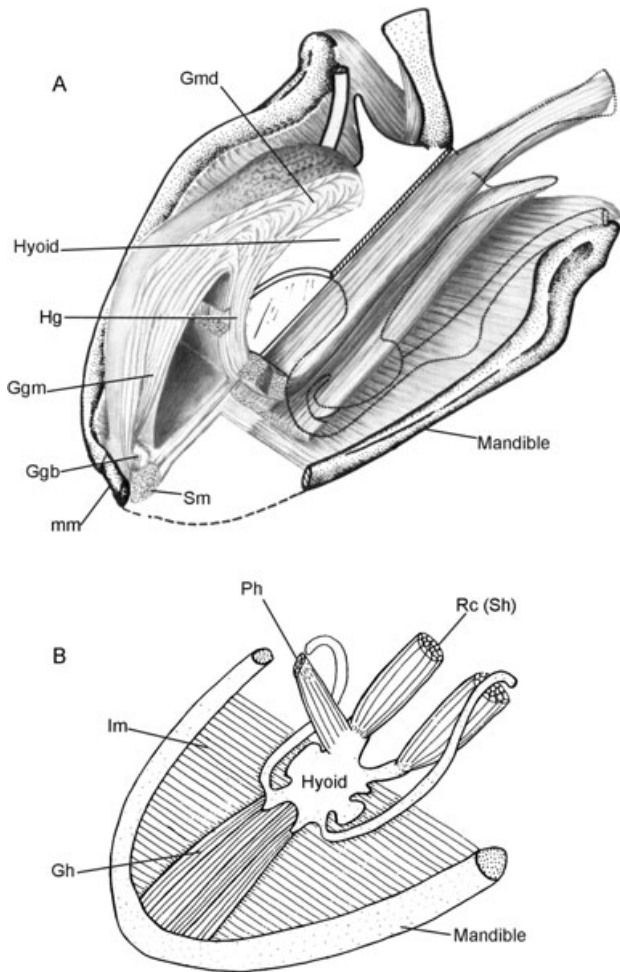 A
Gmd
Hyoid
Hg
Ggm
Ggb
mm
Sm
Mandible
B
Ph
Rc (Sh)
Im
Hyoid
Gh
Mandible